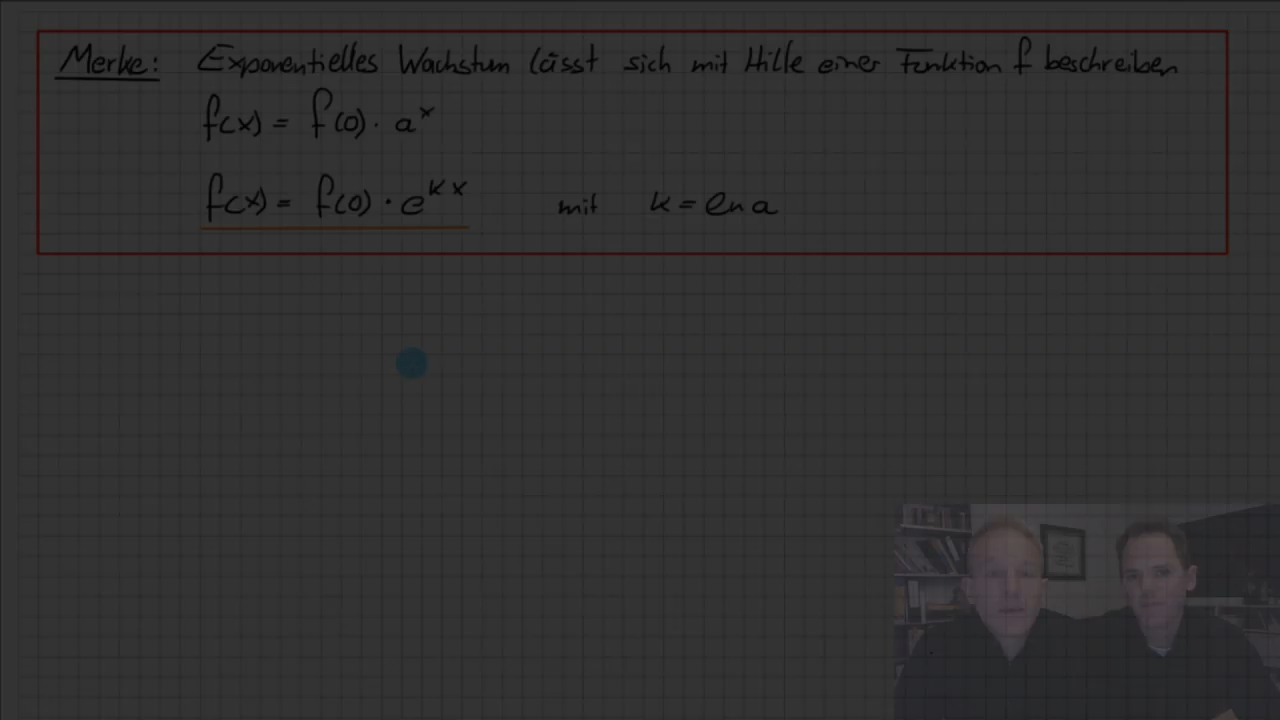 Merke: Exponentielles Wachstum lässt sich mit Hilfe einer Funktion f beschreiben
f(x) = f(0) · a^x
f(x) = f(0) · e^{kx} mit k = ln a